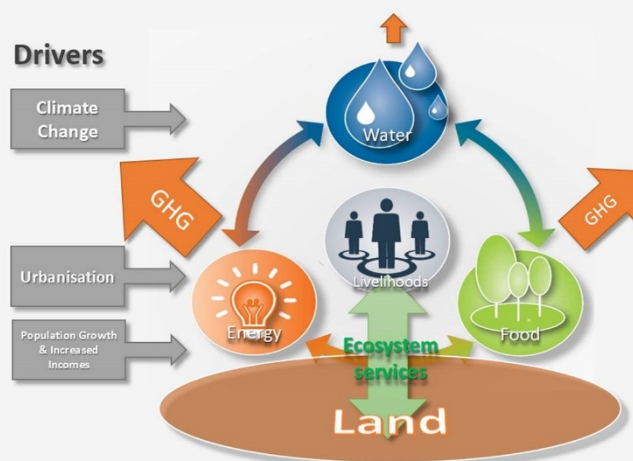 Drivers
Climate
Change
Water
GHG
GHG
Urbanisation
Livelihoods
Energy
Food
Population Growth
& Increased
Incomes
Ecosystem
services
Land